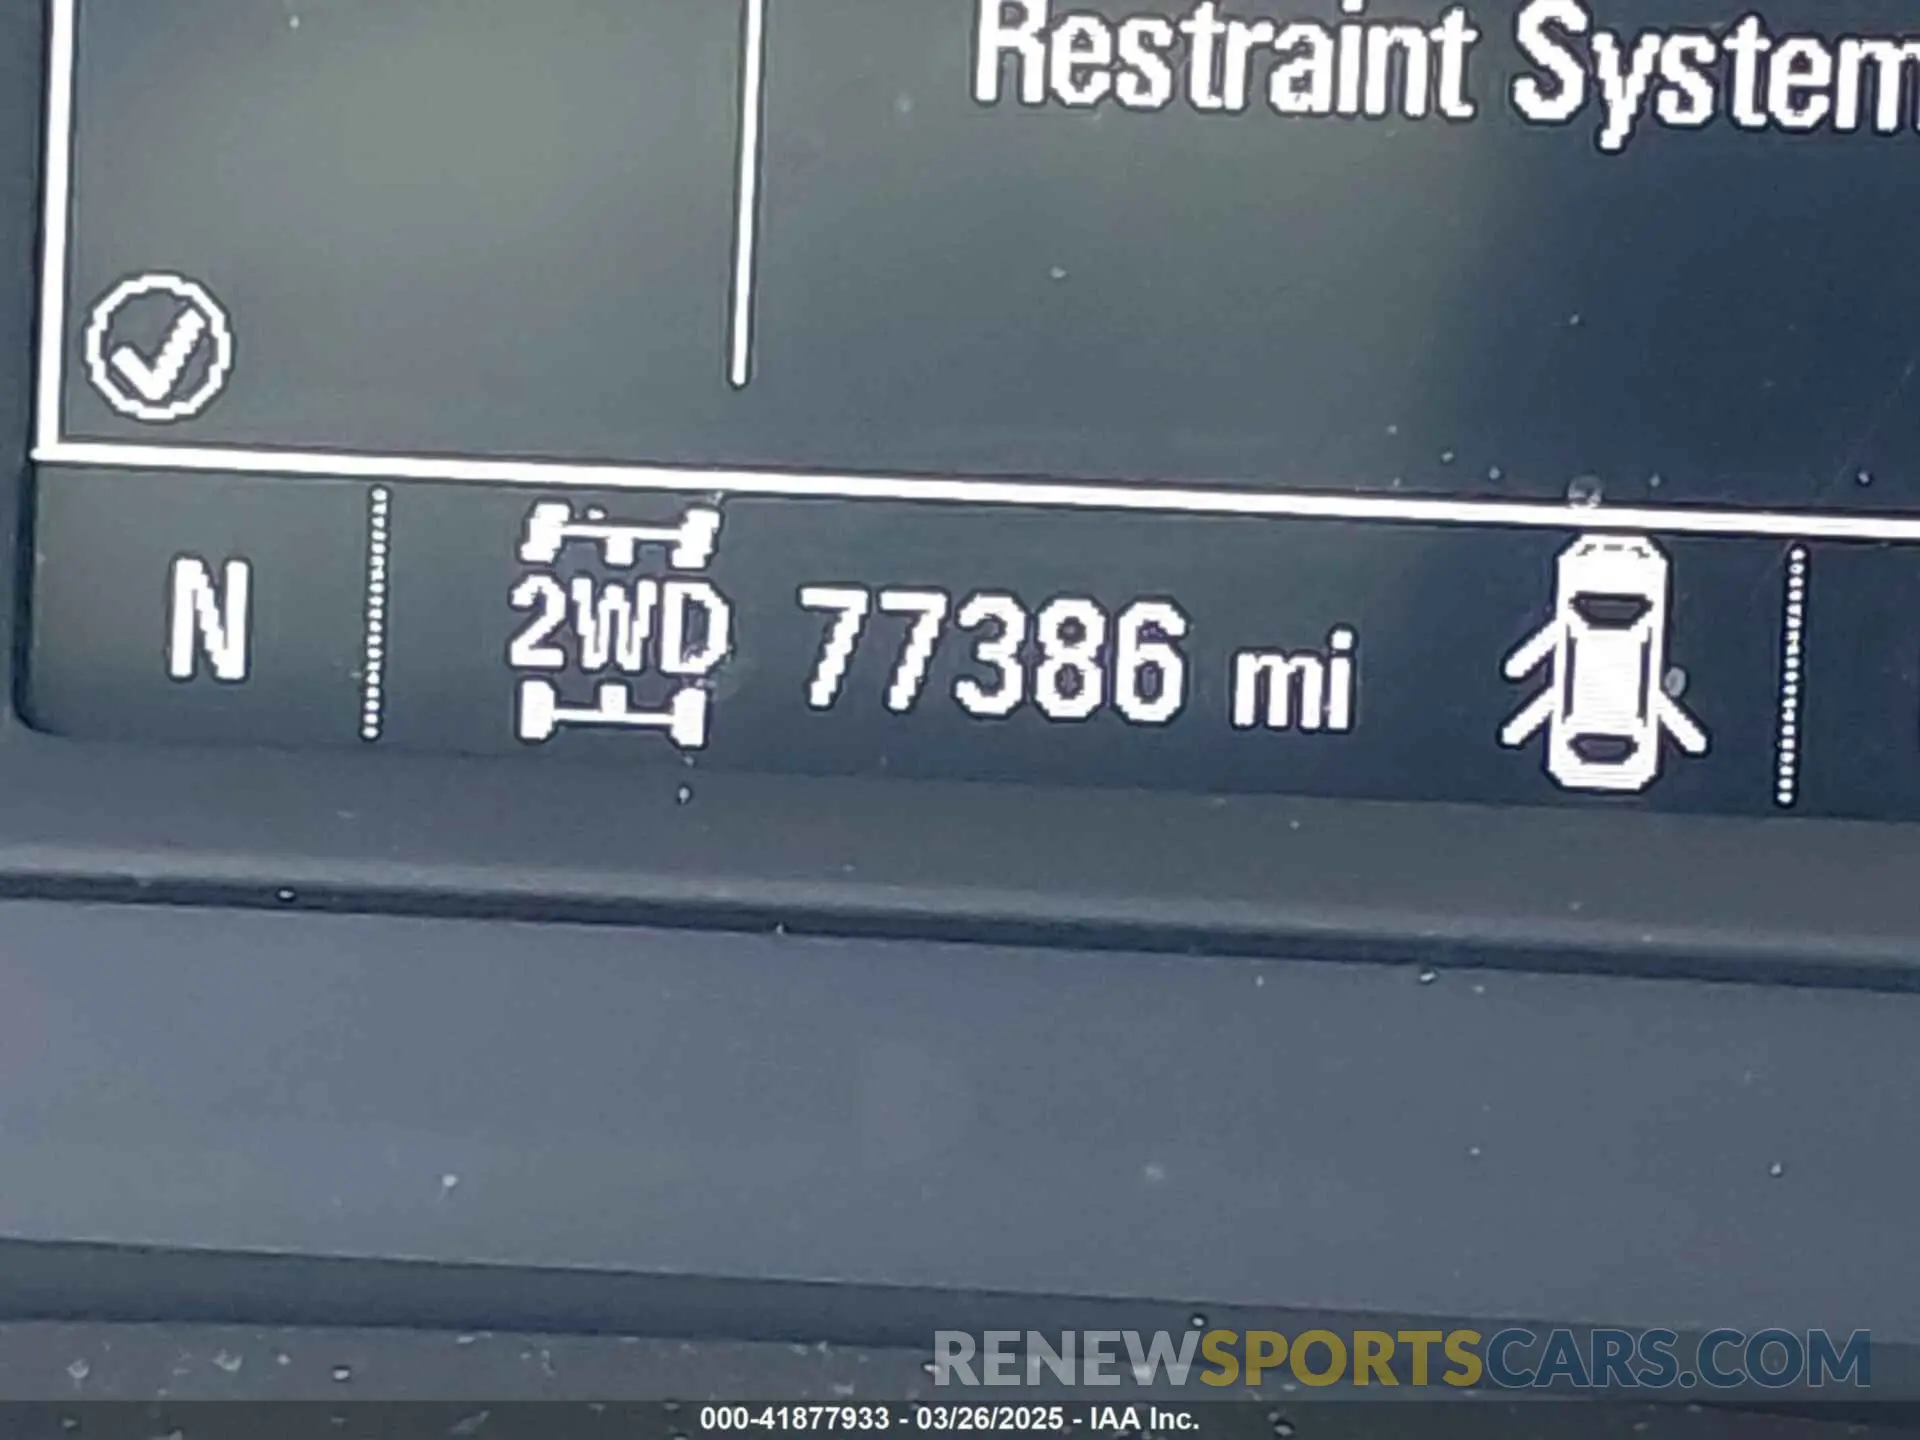 Restraint System
N
2WD
77386 mi
RENEWSPORTSCARS.COM
000-41877933 - 03/26/2025 - IAA Inc.